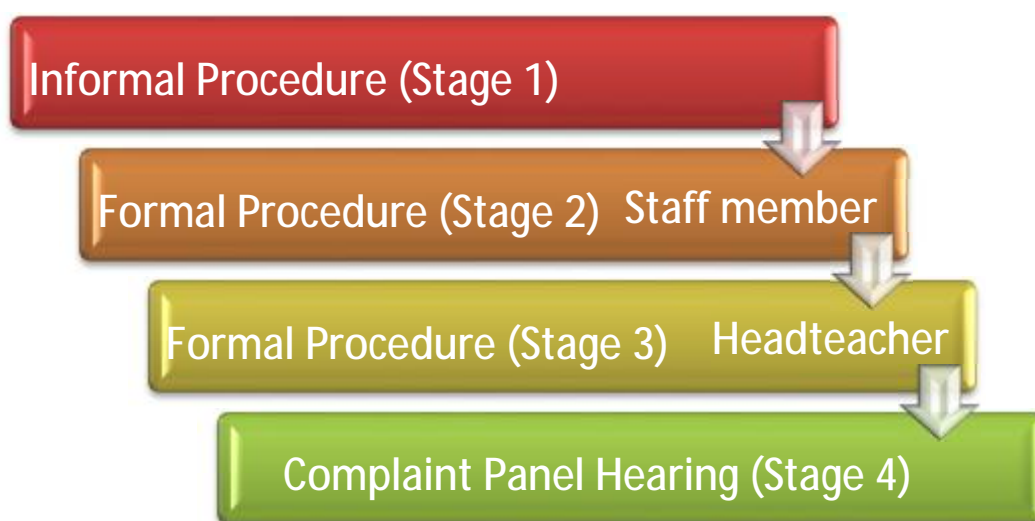 Informal Procedure (Stage 1)
Formal Procedure (Stage 2) Staff member
Formal Procedure (Stage 3) Headteacher
Complaint Panel Hearing (Stage 4)